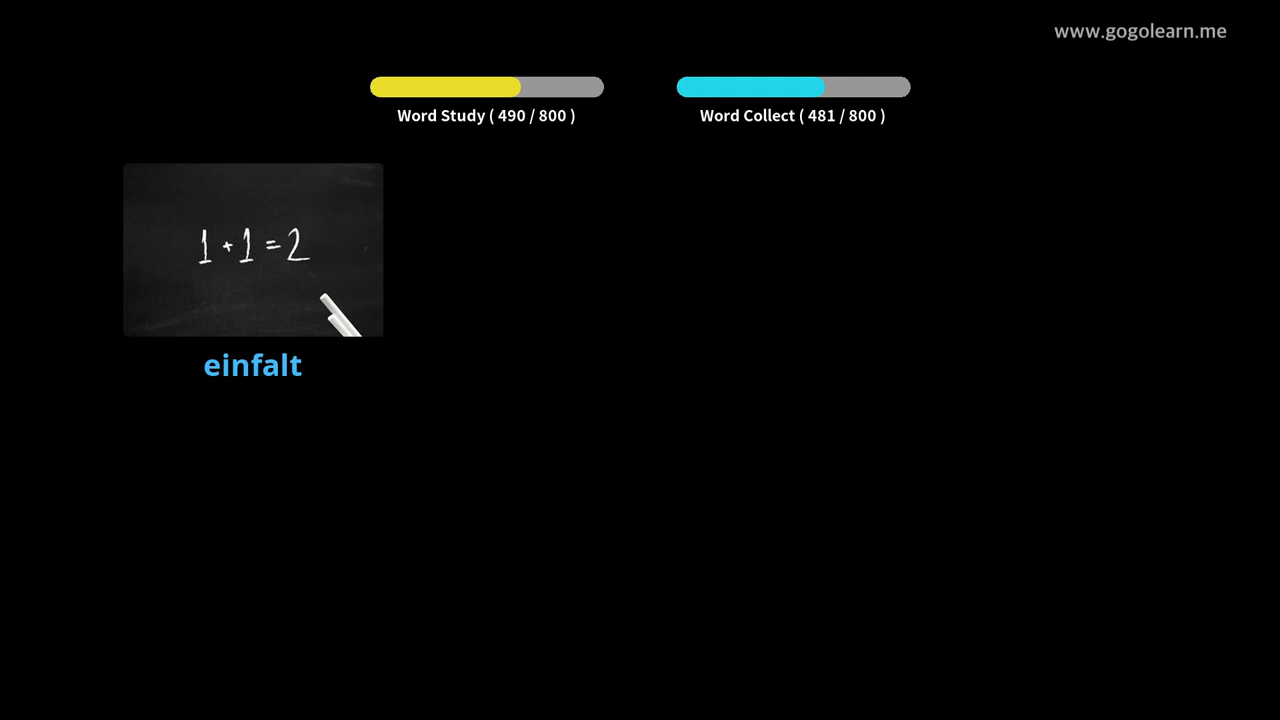 www.gogolearn.me
Word Study ( 490 / 800 )
Word Collect ( 481 / 800 )
1 + 1 = 2
einfalt